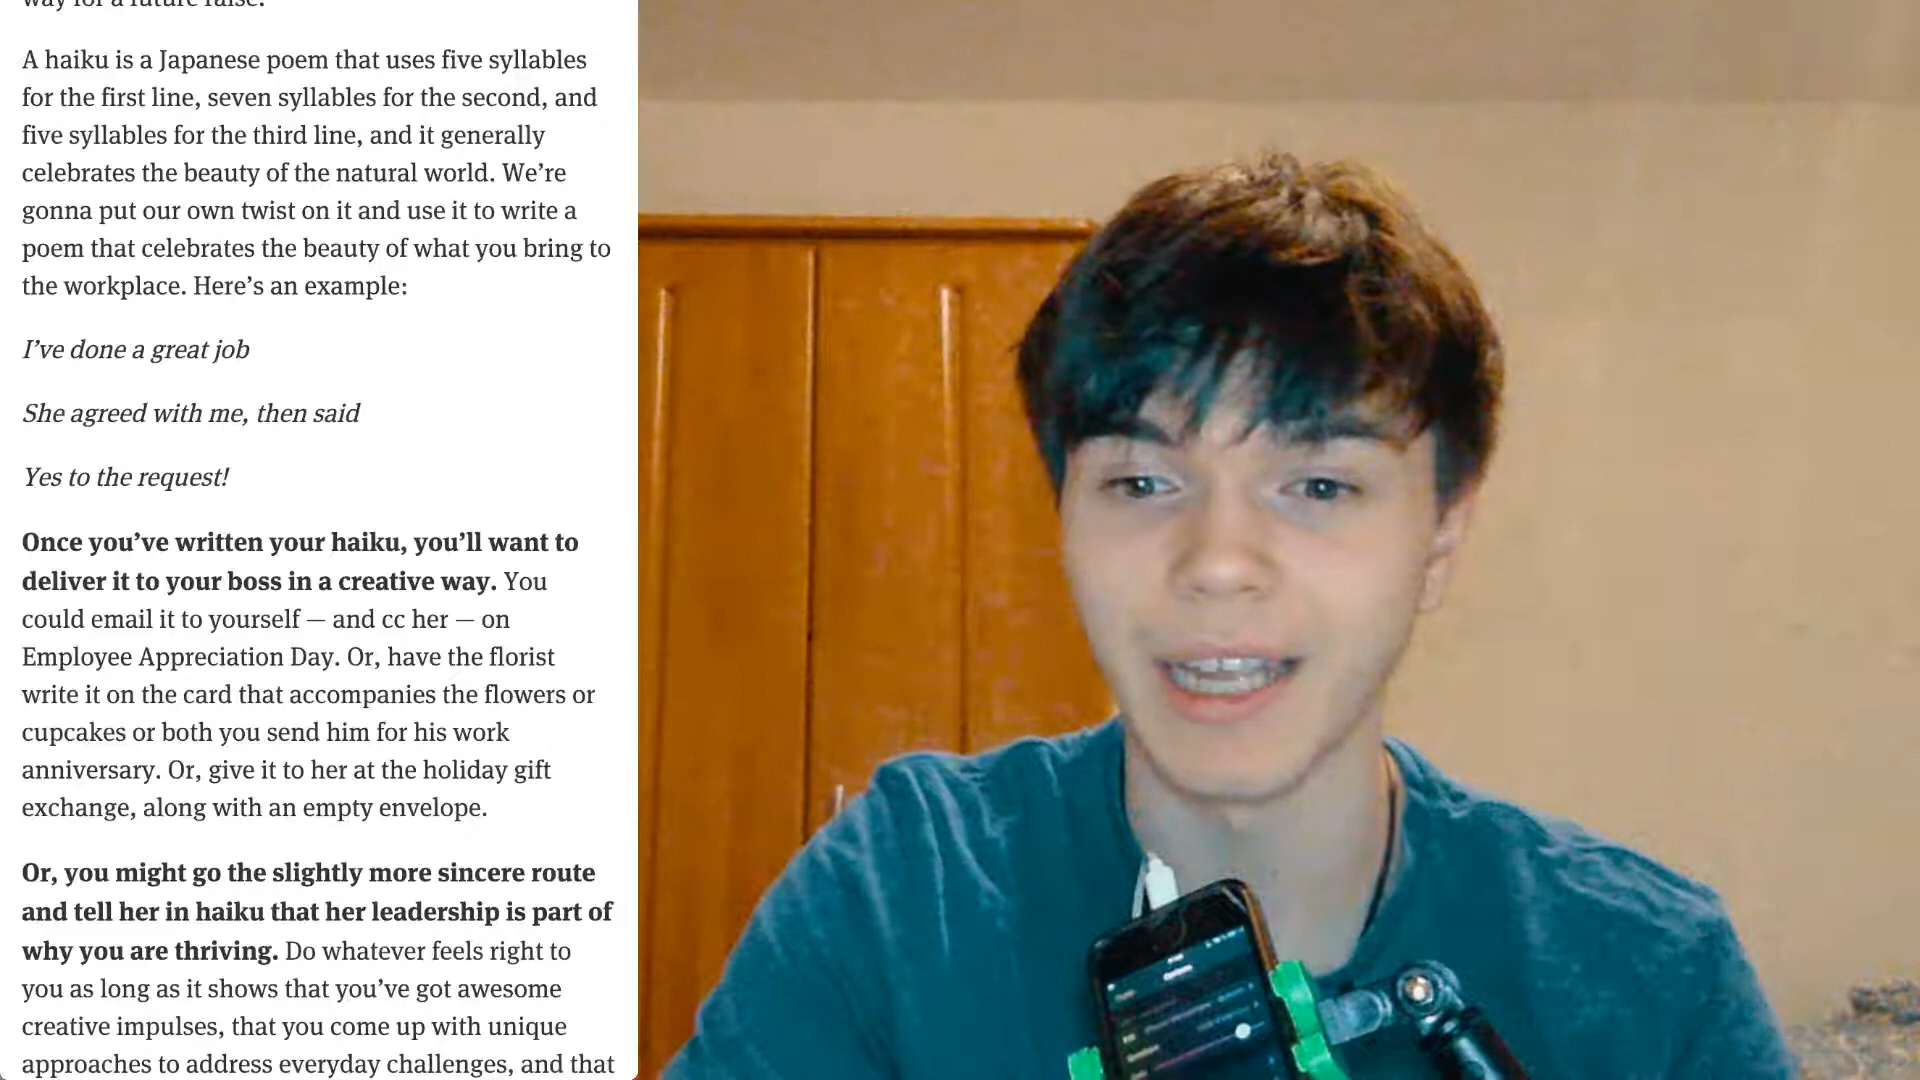 way for a future raise.
A haiku is a Japanese poem that uses five syllables
for the first line, seven syllables for the second, and
five syllables for the third line, and it generally
celebrates the beauty of the natural world. We’re
gonna put our own twist on it and use it to write a
poem that celebrates the beauty of what you bring to
the workplace. Here’s an example:
I’ve done a great job
She agreed with me, then said
Yes to the request!
Once you’ve written your haiku, you’ll want to
deliver it to your boss in a creative way. You
could email it to yourself — and cc her — on
Employee Appreciation Day. Or, have the florist
write it on the card that accompanies the flowers or
cupcakes or both you send him for his work
anniversary. Or, give it to her at the holiday gift
exchange, along with an empty envelope.
Or, you might go the slightly more sincere route
and tell her in haiku that her leadership is part of
why you are thriving. Do whatever feels right to
you as long as it shows that you’ve got awesome
creative impulses, that you come up with unique
approaches to address everyday challenges, and that